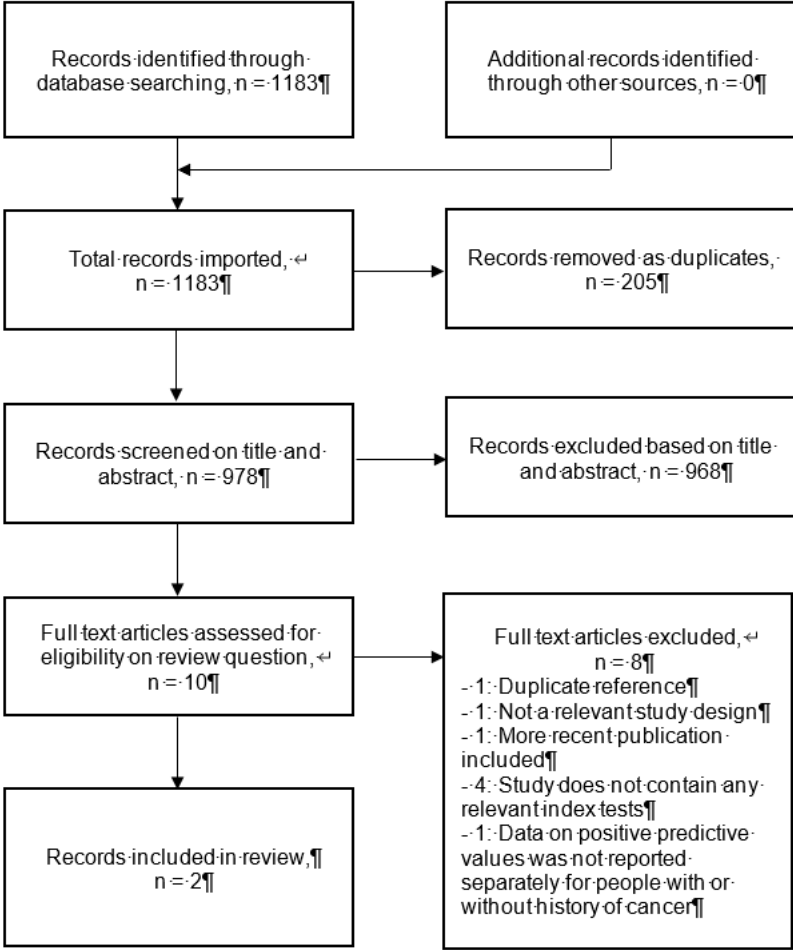 Records·identified·through·
database·searching,·n·=·1183¶
Additional·records·identified·
through·other·sources,·n·=·0¶
Total·records·imported,·↵
n·=·1183¶
Records·removed·as·duplicates,·
n·=·205¶
Records·screened·on·title·and·
abstract,·n·=·978¶
Records·excluded·based·on·title·
and·abstract,·n·=·968¶
Full·text·articles·assessed·for·
eligibility·on·review·question,·↵
n·=·10¶
Full·text·articles·excluded,·↵
n·=·8¶
-·1:·Duplicate·reference¶
-·1:·Not·a·relevant·study·design¶
-·1:·More·recent·publication·
included¶
-·4:·Study·does·not·contain·any·
relevant·index·tests¶
-·1:·Data·on·positive·predictive·
values·was·not·reported·
separately·for·people·with·or·
without·history·of·cancer¶
Records·included·in·review,¶
n·=·2¶